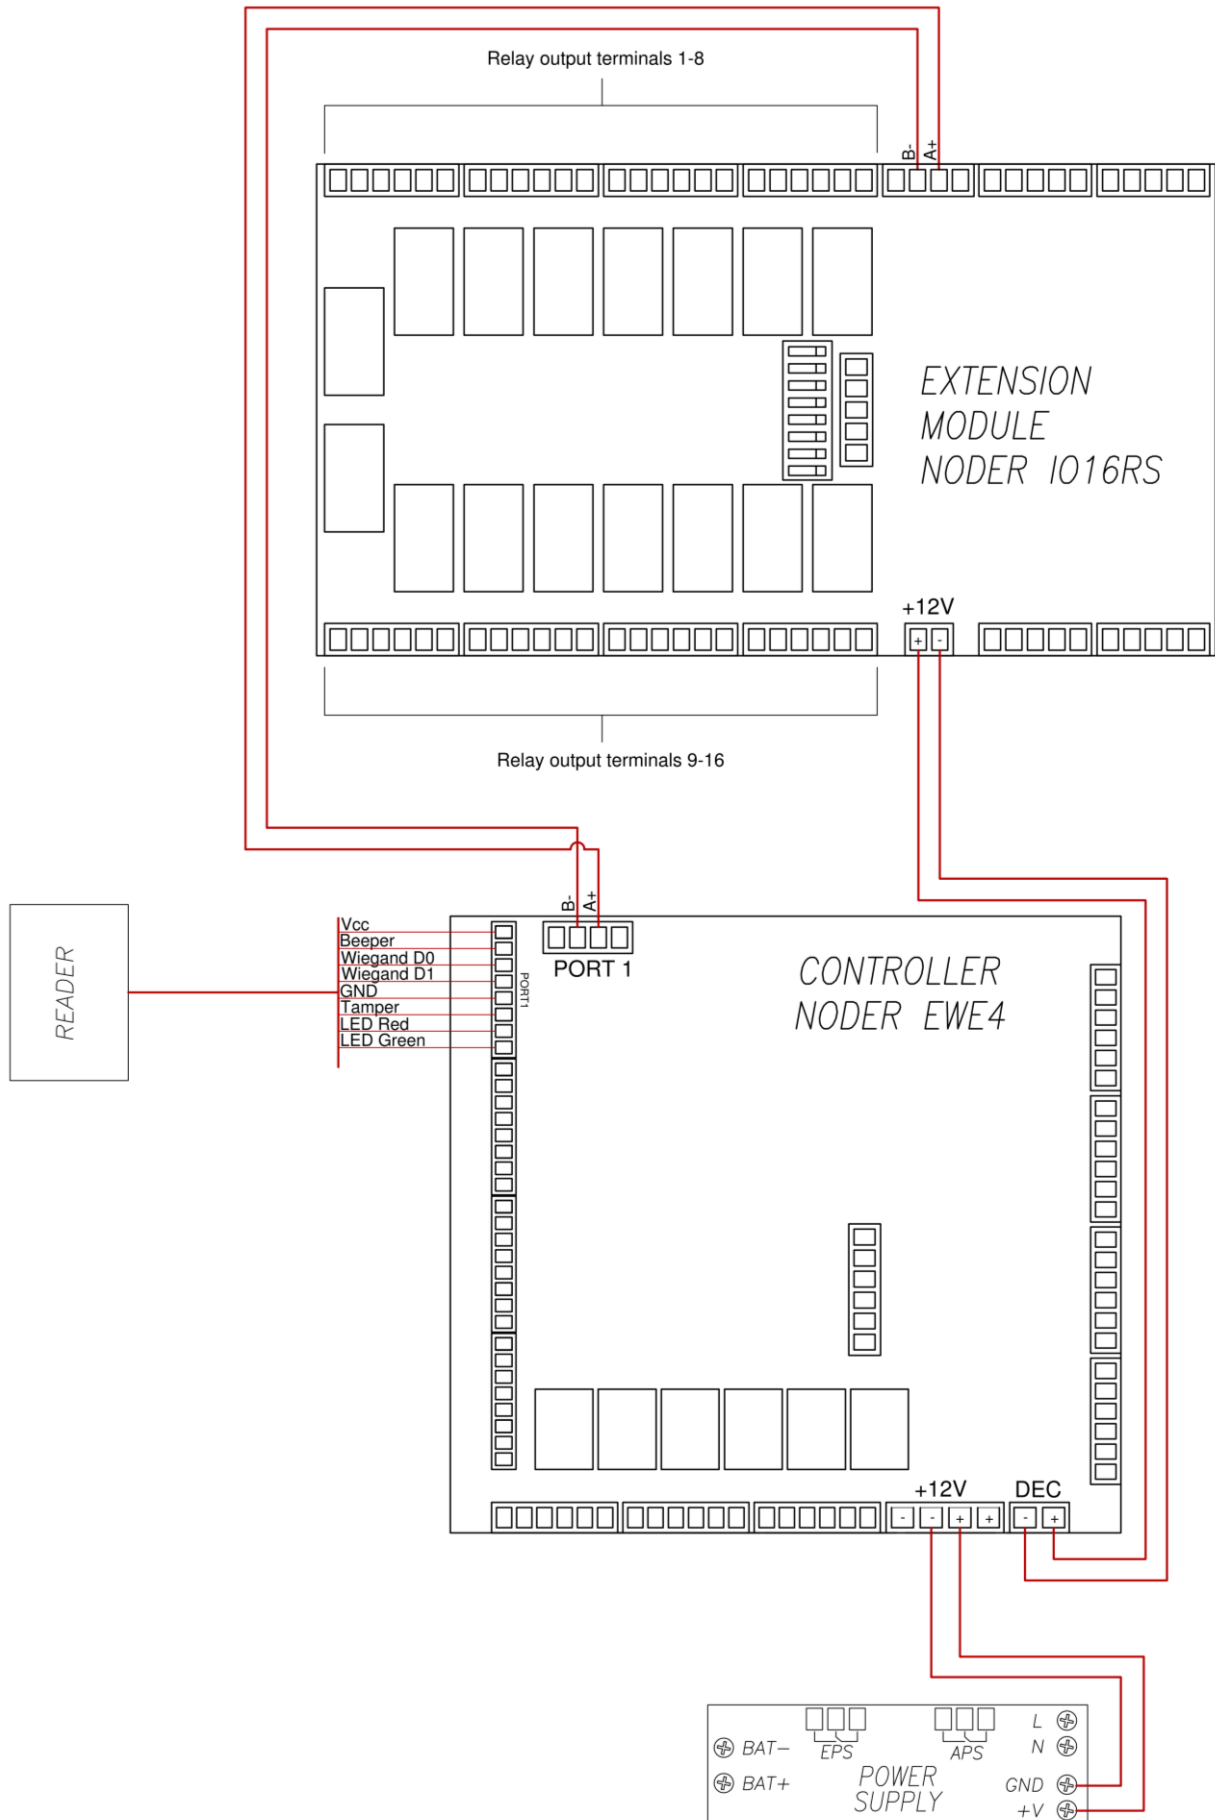 Relay output terminals 1-8
B-
A+
EXTENSION
MODULE
NODER IO16RS
+12V
+ -
Relay output terminals 9-16
B-
A+
Vcc
Beeper
Wiegand D0
Wiegand D1
GND
Tamper
LED Red
LED Green
PORT1
PORT 1
READER
CONTROLLER
NODER EWE4
+12V
DEC
- - + +
- +
L
N
BAT-
EPS
APS
BAT+
POWER
SUPPLY
GND
+V